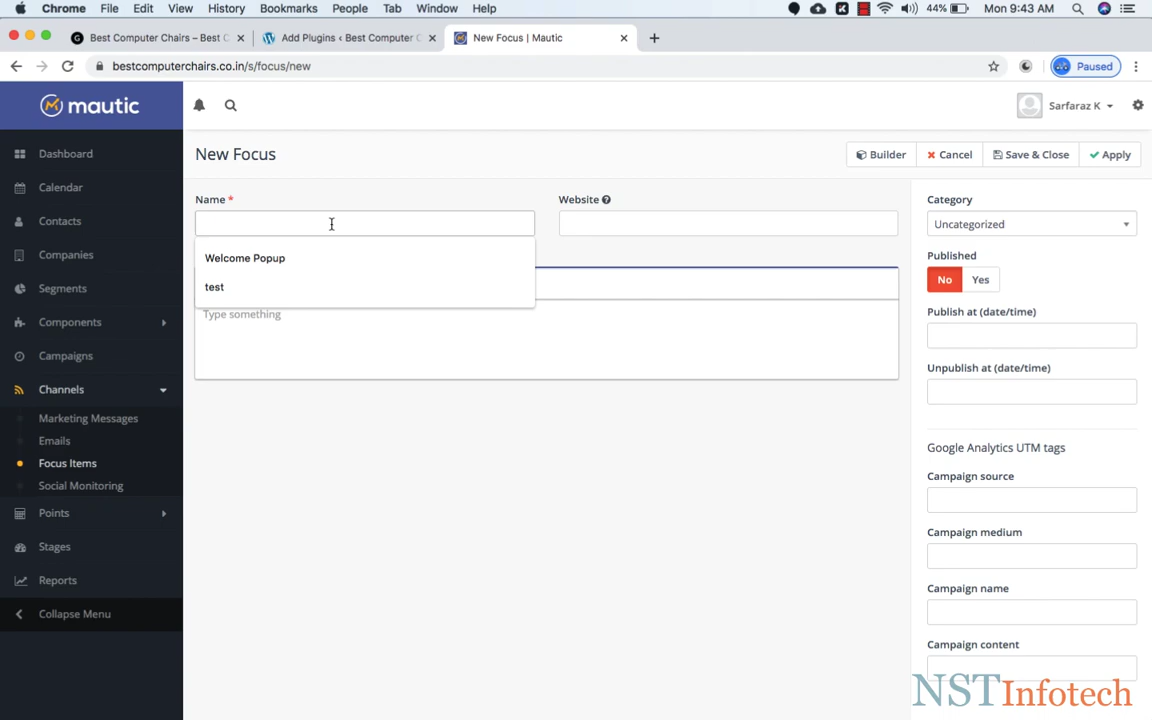 Chrome File Edit View History Bookmarks People Tab Window Help 44% Mon 9:43 AM
Best Computer Chairs – Best C
Add Plugins ‹ Best Computer C
New Focus | Mautic
bestcomputerchairs.co.in/s/focus/new
Paused
mautic
Sarfaraz K
Dashboard
Calendar
Contacts
Companies
Segments
Components
Campaigns
Channels
Marketing Messages
Emails
Focus Items
Social Monitoring
Points
Stages
Reports
Collapse Menu
New Focus
Builder
Cancel
Save & Close
Apply
Name *
Website
Welcome Popup
test
Type something
Category
Uncategorized
Published
No Yes
Publish at (date/time)
Unpublish at (date/time)
Google Analytics UTM tags
Campaign source
Campaign medium
Campaign name
Campaign content
NSTInfotech